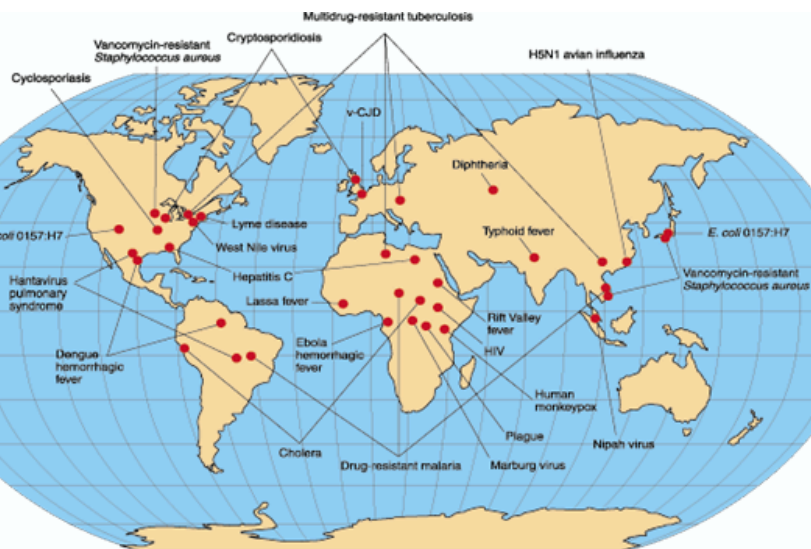 Multidrug-resistant tuberculosis
Cryptosporidiosis
Vancomycin-resistant
Staphylococcus aureus
H5N1 avian influenza
Cyclosporiasis
v-CJD
Diphtheria
coli 0157:H7
Lyme disease
West Nile virus
Typhoid fever
E. coli 0157:H7
Hepatitis C
Vancomycin-resistant
Staphylococcus aureus
Hantavirus
pulmonary
syndrome
Lassa fever
Rift Valley
fever
Ebola
hemorrhagic
fever
HIV
Dengue
hemorrhagic
fever
Human
monkeypox
Plague
Nipah virus
Cholera
Drug-resistant malaria
Marburg virus